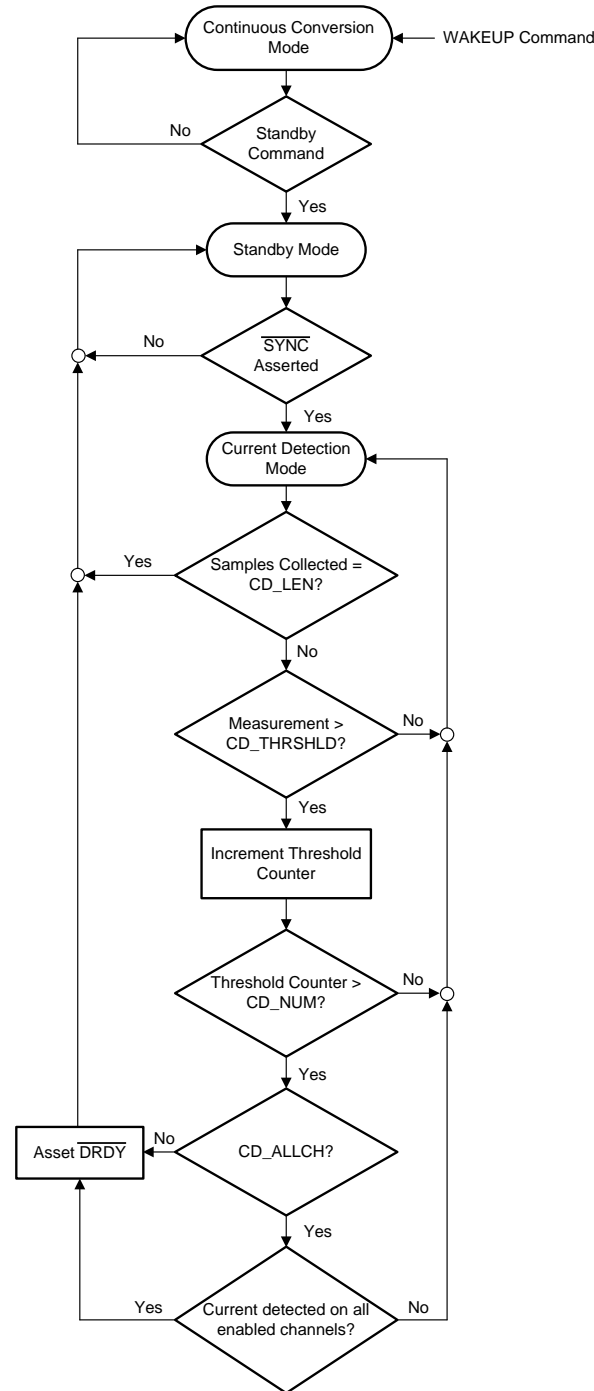 Continuous Conversion
Mode
WAKEUP Command
No
Standby
Command
Yes
Standby Mode
No
SYNC
Asserted
Yes
Current Detection
Mode
Yes
Samples Collected =
CD_LEN?
No
Measurement >
CD_THRSHLD?
No
Yes
Increment Threshold
Counter
Threshold Counter >
CD_NUM?
No
Yes
Asset DRDY
No
CD_ALLCH?
Yes
Yes
Current detected on all
enabled channels?
No